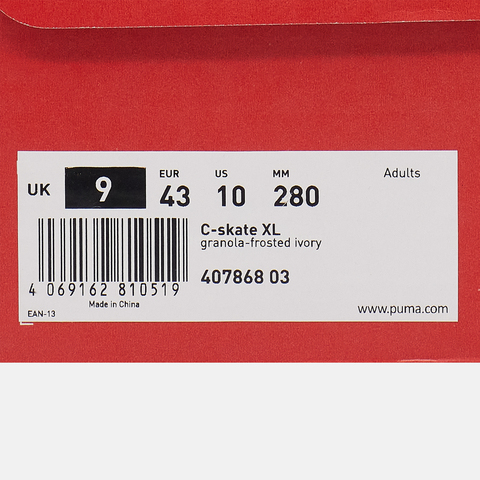 EUR US MM Adults
UK 9 43 10 280
C-skate XL
granola-frosted ivory
407868 03
4 069162 810519
Made in China
EAN-13
www.puma.com